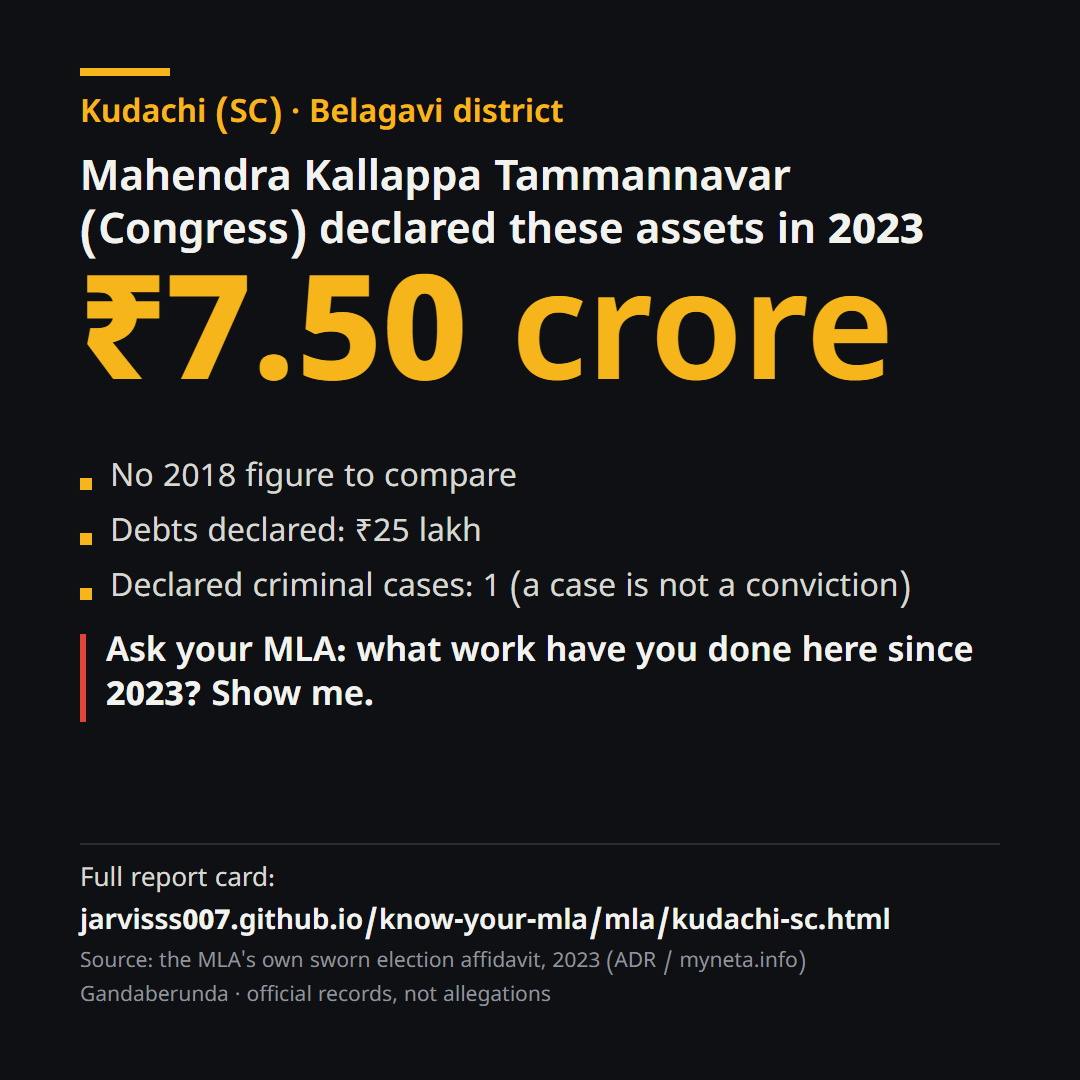 Kudachi (SC) · Belagavi district
Mahendra Kallappa Tammannavar
(Congress) declared these assets in 2023
₹7.50 crore
No 2018 figure to compare
Debts declared: ₹25 lakh
Declared criminal cases: 1 (a case is not a conviction)
Ask your MLA: what work have you done here since
2023? Show me.
Full report card:
jarvisss007.github.io/know-your-mla/mla/kudachi-sc.html
Source: the MLA's own sworn election affidavit, 2023 (ADR / myneta.info)
Gandaberunda · official records, not allegations